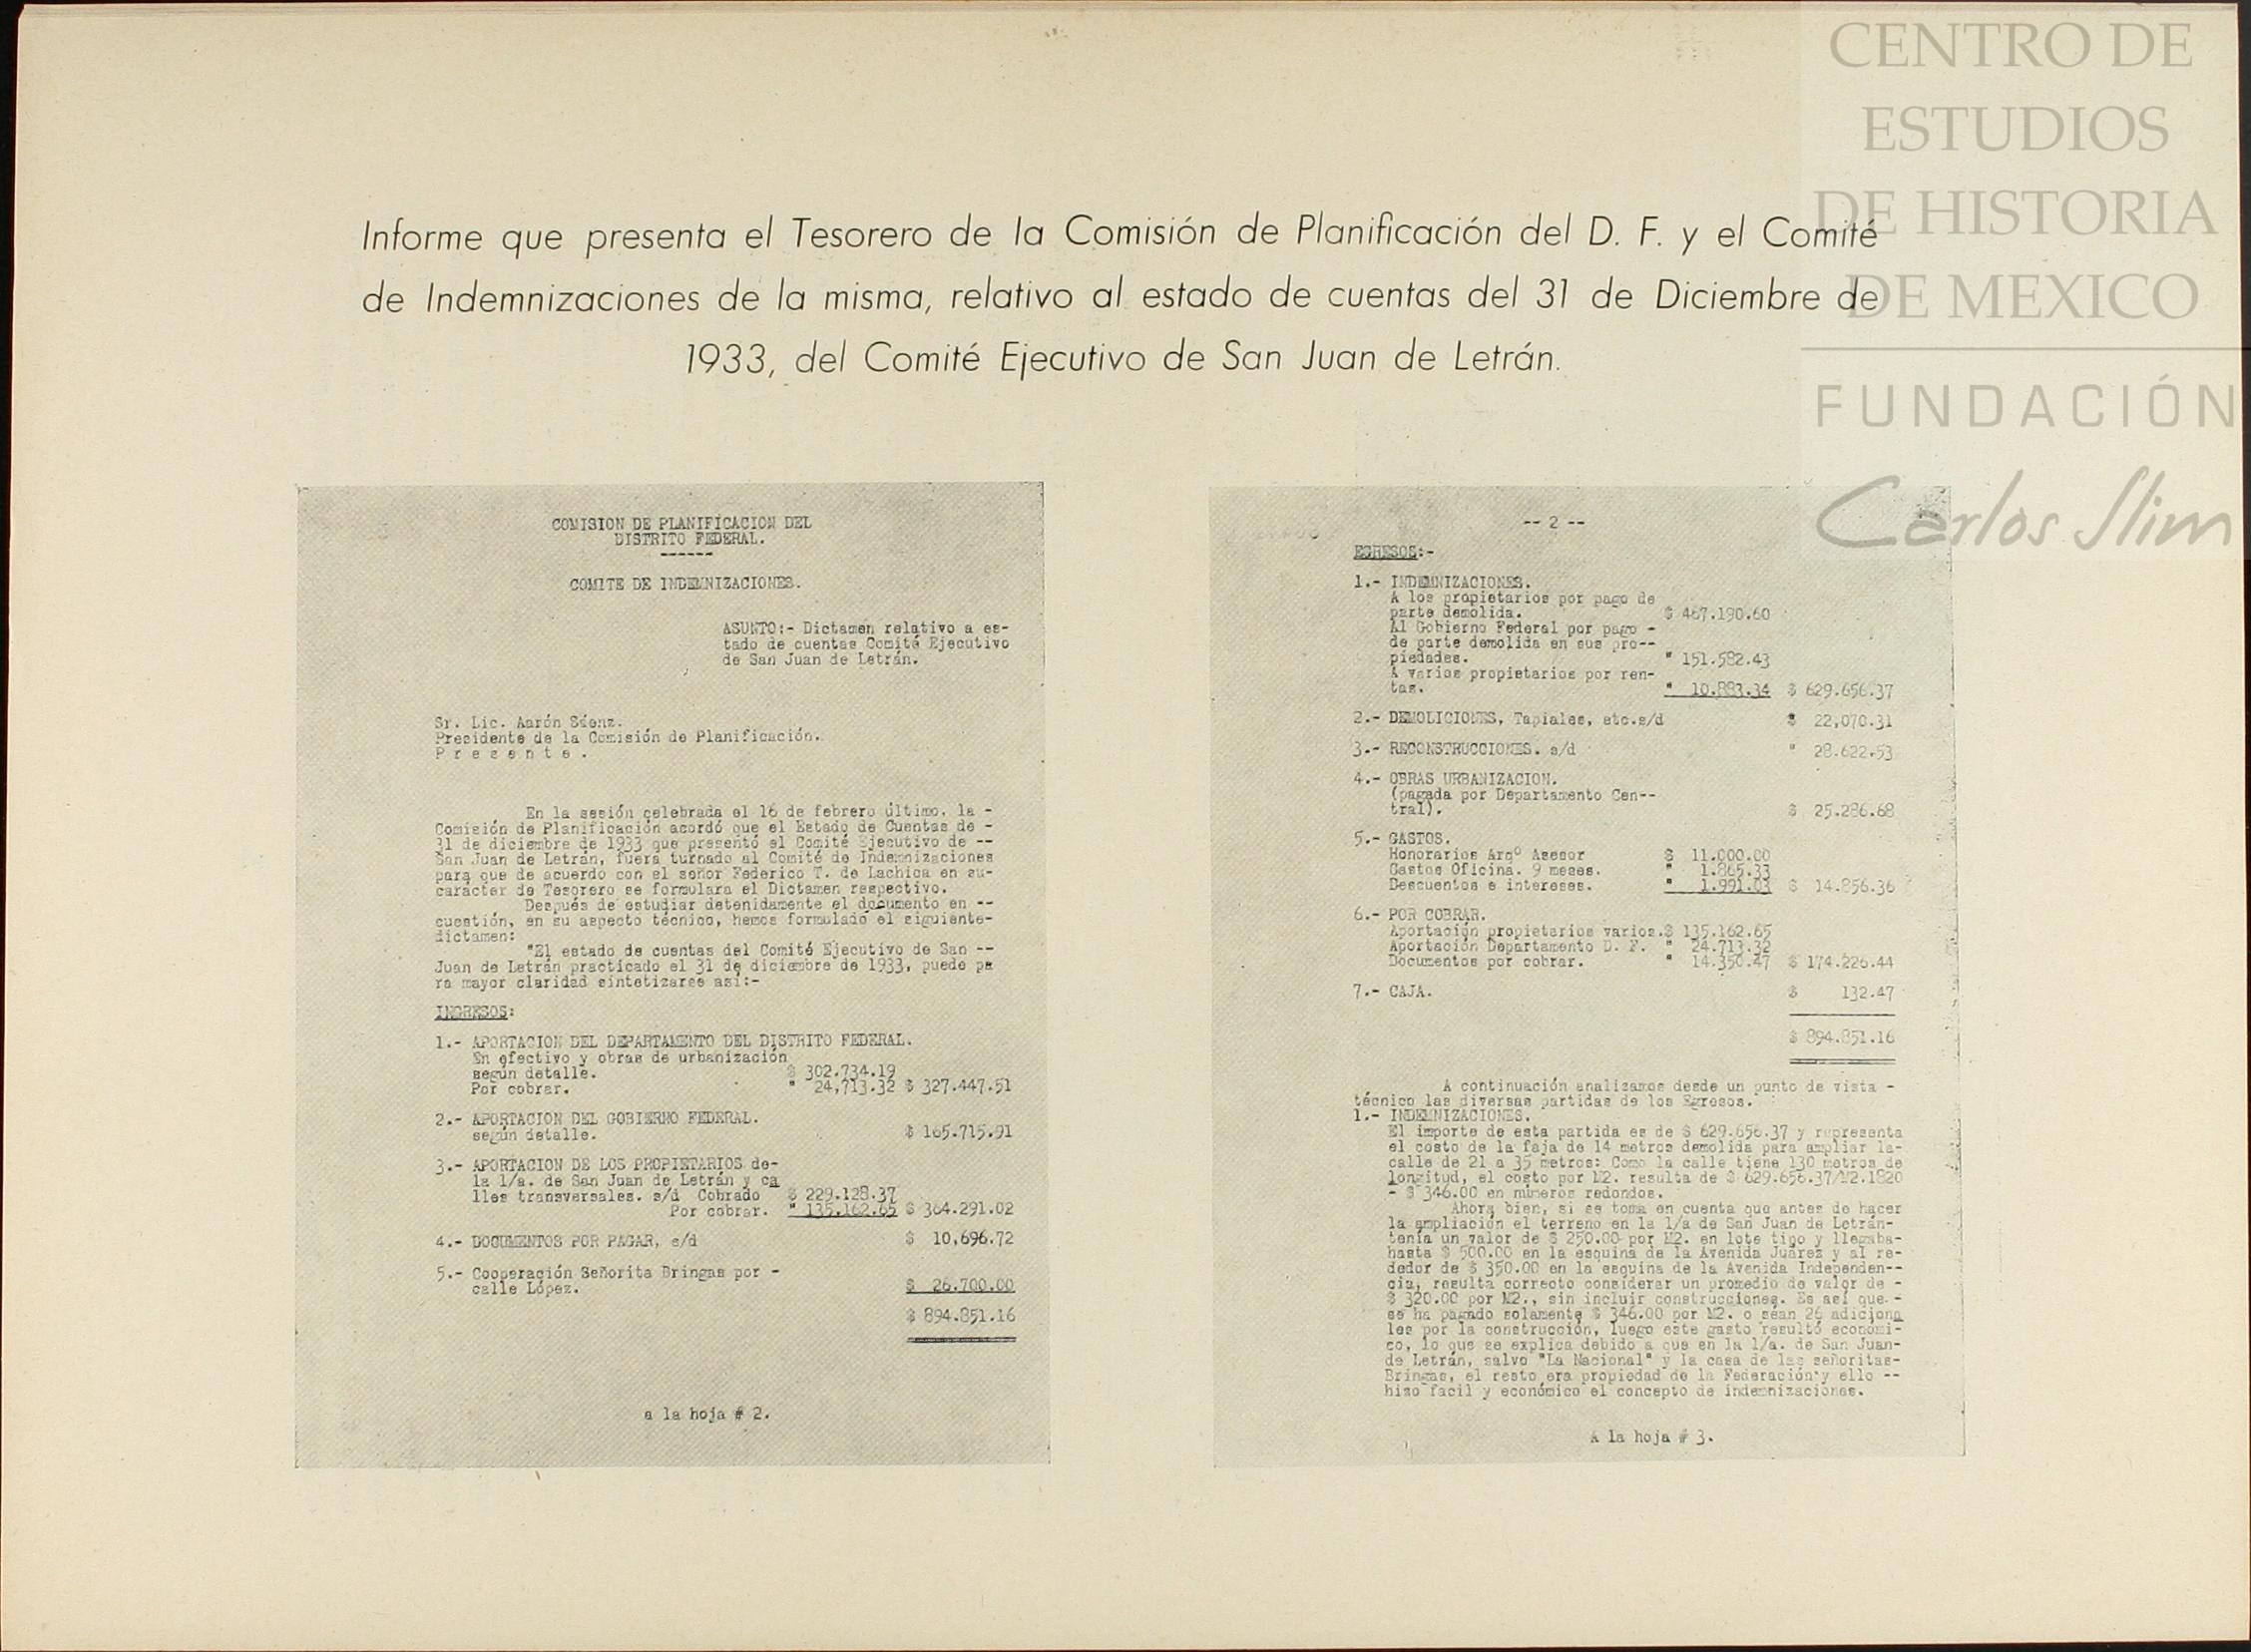 CENTRO DE
ESTUDIOS
DE HISTORIA
DE MEXICO
FUNDACIÓN
Carlos Slim
Informe que presenta el Tesorero de la Comisión de Planificación del D. F. y el Comité
de Indemnizaciones de la misma, relativo al estado de cuentas del 31 de Diciembre de
1933, del Comité Ejecutivo de San Juan de Letrán.
COMISION DE PLANIFICACION DEL
DISTRITO FEDERAL.
------
COMITE DE INDEMNIZACIONES.
ASUNTO:- Dictamen relativo a es-
tado de cuentas Comité Ejecutivo
de San Juan de Letrán.
Sr. Lic. Aarón Sáenz.
Presidente de la Comisión de Planificación.
P r e s e n t e .
En la sesión celebrada el 16 de febrero último, la -
Comisión de Planificación acordó que el Estado de Cuentas de -
31 de diciembre de 1933 que presentó el Comité Ejecutivo de --
San Juan de Letrán, fuera turnado al Comité de Indemnizaciones
para que de acuerdo con el señor Federico T. de Lachica en su-
carácter de Tesorero se formulara el Dictamen respectivo.
Después de estudiar detenidamente el documento en --
cuestión, en su aspecto técnico, hemos formulado el siguiente-
dictamen:
"El estado de cuentas del Comité Ejecutivo de San --
Juan de Letrán practicado el 31 de diciembre de 1933, puede pa
ra mayor claridad sintetizarse así:-
INGRESOS:
1.- APORTACION DEL DEPARTAMENTO DEL DISTRITO FEDERAL.
En efectivo y obras de urbanización
según detalle. $ 302.734.19
Por cobrar. " 24,713.32 $ 327.447.51
2.- APORTACION DEL GOBIERNO FEDERAL.
según detalle. $ 165.715.91
3.- APORTACION DE LOS PROPIETARIOS de-
la 1/a. de San Juan de Letrán y ca
lles transversales. s/d Cobrado $ 229.128.37
Por cobrar. " 135.162.65 $ 364.291.02
4.- DOCUMENTOS POR PAGAR, s/d $ 10,696.72
5.- Cooperación Señorita Bringas por -
calle López. $ 26.700.00
$ 894.851.16
a la hoja # 2.
-- 2 --
EGRESOS:-
1.- INDEMNIZACIONES.
A los propietarios por pago de
parte demolida. $ 467.190.60
Al Gobierno Federal por pago -
de parte demolida en sus pro--
piedades. " 151.582.43
A varios propietarios por ren-
tas. " 10.883.34 $ 629.656.37
2.- DEMOLICIONES, Tapiales, etc.s/d $ 22,070.31
3.- RECONSTRUCCIONES. s/d " 28.622.53
4.- OBRAS URBANIZACION.
(pagada por Departamento Cen--
tral). $ 25.286.68
5.- GASTOS.
Honorarios Arqº Asesor $ 11.000.00
Gastos Oficina. 9 meses. " 1.865.33
Descuentos e intereses. " 1.991.03 $ 14.856.36
6.- POR COBRAR.
Aportación propietarios varios.$ 135.162.65
Aportación Departamento D. F. " 24.713.32
Documentos por cobrar. " 14.350.47 $ 174.226.44
7.- CAJA. $ 132.47
$ 894.851.16
A continuación analizamos desde un punto de vista -
técnico las diversas partidas de los Egresos.
1.- INDEMNIZACIONES.
El importe de esta partida es de $ 629.656.37 y representa
el costo de la faja de 14 metros demolida para ampliar la-
calle de 21 a 35 metros: Como la calle tiene 130 metros de
longitud, el costo por M2. resulta de $ 629.656.37/M2.1820
- $ 346.00 en números redondos.
Ahora bien, si se toma en cuenta que antes de hacer
la ampliación el terreno en la 1/a de San Juan de Letrán-
tenía un valor de $ 250.00 por M2. en lote tipo y llegaba-
hasta $ 500.00 en la esquina de la Avenida Juárez y al re-
dedor de $ 350.00 en la esquina de la Avenida Independen--
cia, resulta correcto considerar un promedio de valor de -
$ 320.00 por M2., sin incluir construcciones. Es así que -
se ha pagado solamente $ 346.00 por M2. o sean 26 adiciona
les por la construcción, luego este gasto resultó económi-
co, lo que se explica debido a que en la 1/a. de San Juan-
de Letrán, salvo "La Nacional" y la casa de las señoritas-
Bringas, el resto era propiedad de la Federación y ello --
hizo facil y económico el concepto de indemnizaciones.
A la hoja # 3.